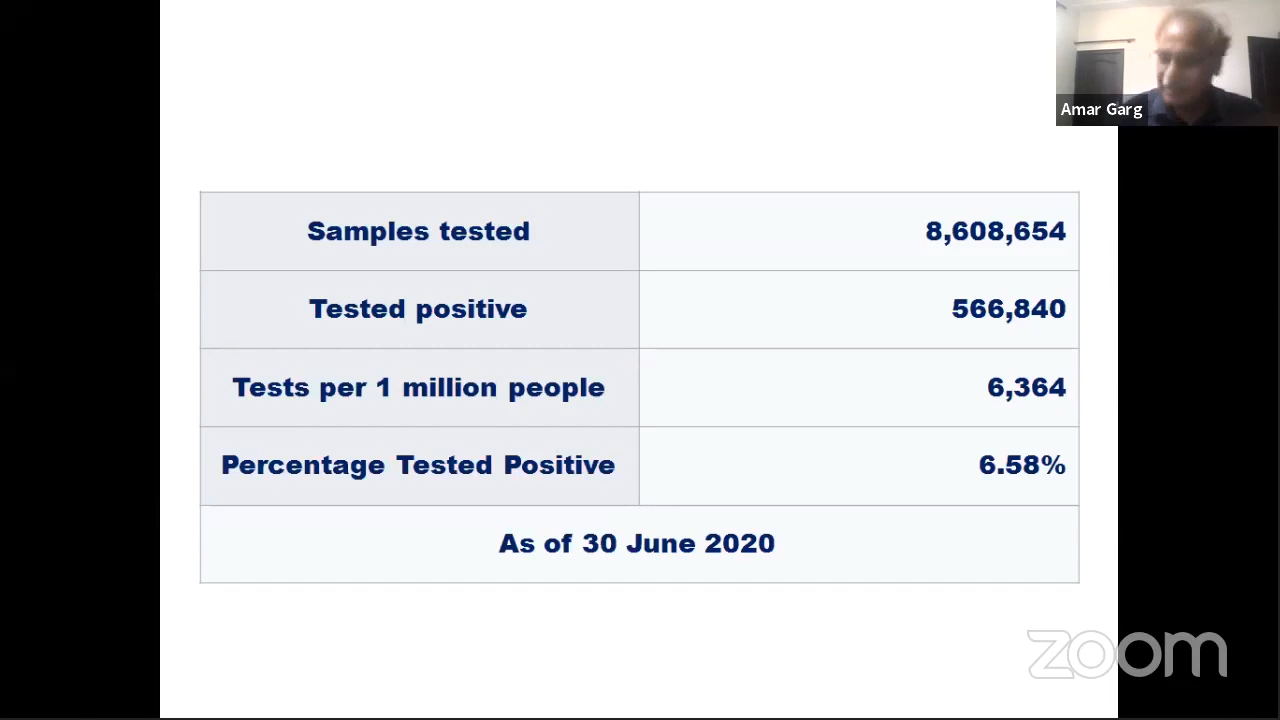 Amar Garg
Samples tested 8,608,654
Tested positive 566,840
Tests per 1 million people 6,364
Percentage Tested Positive 6.58%
As of 30 June 2020
zoom